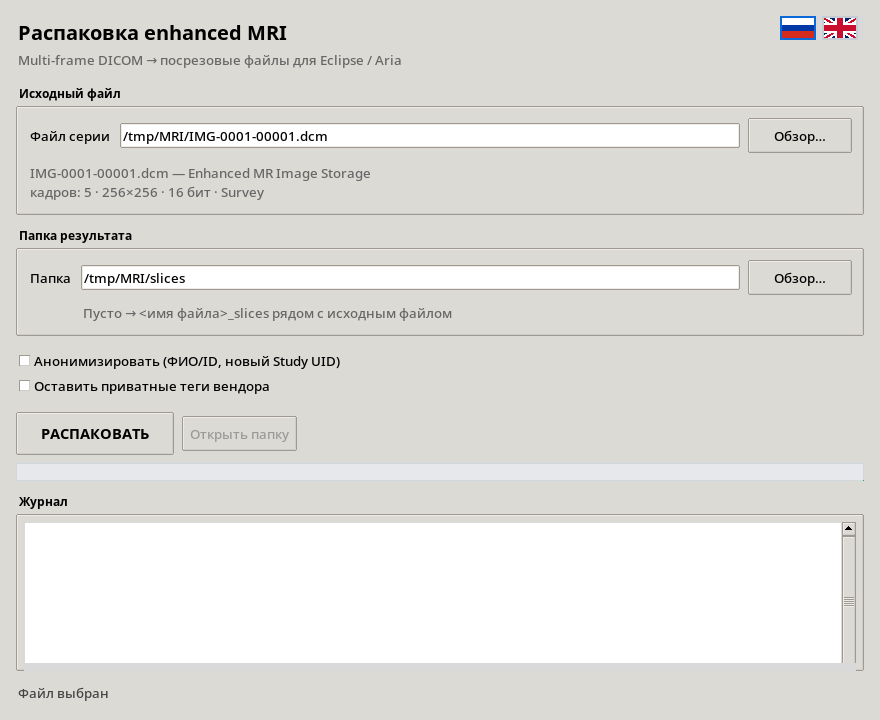 Распаковка enhanced MRI
Multi-frame DICOM → посрезовые файлы для Eclipse / Aria
Исходный файл
Файл серии /tmp/MRI/IMG-0001-00001.dcm Обзор...
IMG-0001-00001.dcm — Enhanced MR Image Storage
кадров: 5 · 256×256 · 16 бит · Survey
Папка результата
Папка /tmp/MRI/slices Обзор...
Пусто → <имя файла>_slices рядом с исходным файлом
Анонимизировать (ФИО/ID, новый Study UID)
Оставить приватные теги вендора
РАСПАКОВАТЬ Открыть папку
Журнал
Файл выбран